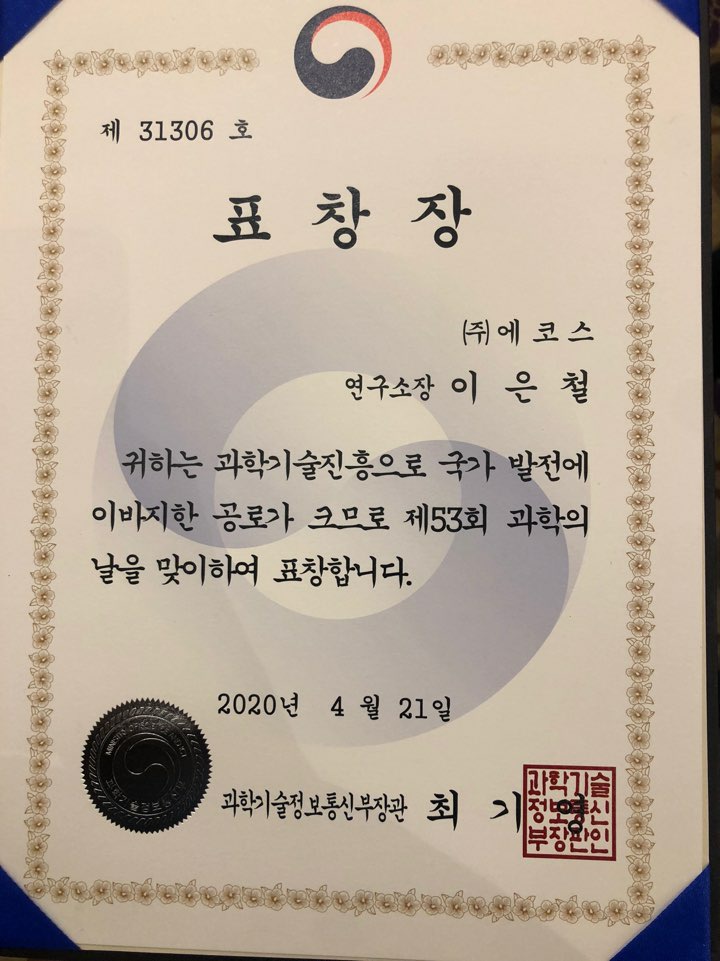 제 31306 호
표 창 장
㈜에 코 스
연구소장 이 은 철
귀하는 과학기술진흥으로 국가 발전에
이바지한 공로가 크므로 제53회 과학의
날을 맞이하여 표창합니다.
2020년 4 월 21일
과학기술정보통신부장관 최 기 영
과학기술
정보통신
부장관인